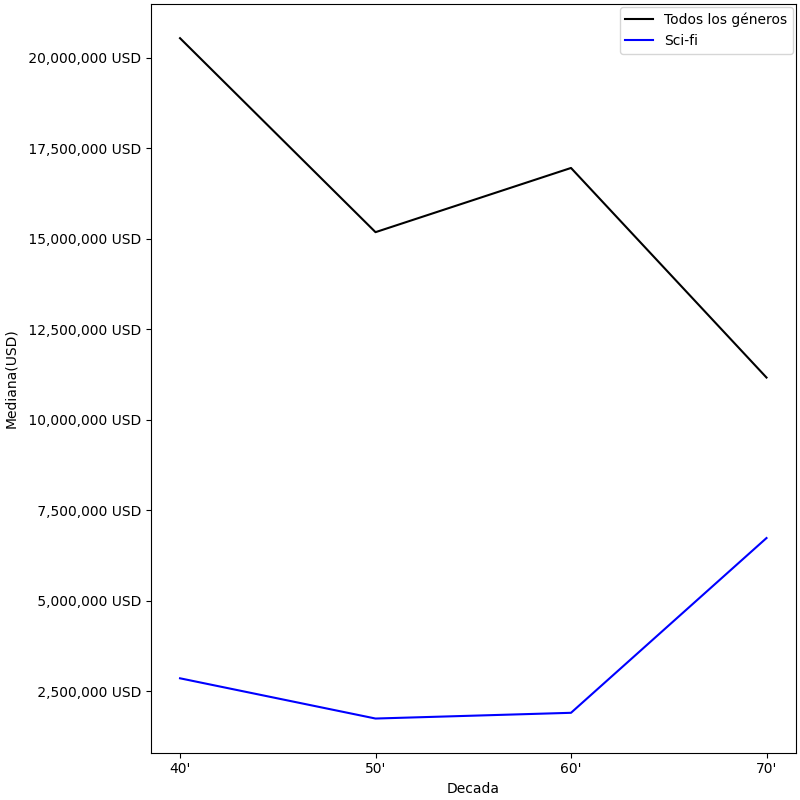 Todos los géneros
Sci-fi
20,000,000 USD
17,500,000 USD
15,000,000 USD
12,500,000 USD
10,000,000 USD
7,500,000 USD
5,000,000 USD
2,500,000 USD
Mediana(USD)
40' 50' 60' 70'
Decada